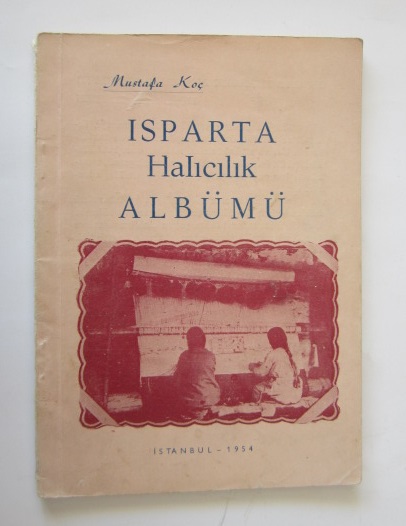 Mustafa Koç
ISPARTA
Halıcılık
ALBÜMÜ
İSTANBUL - 1954